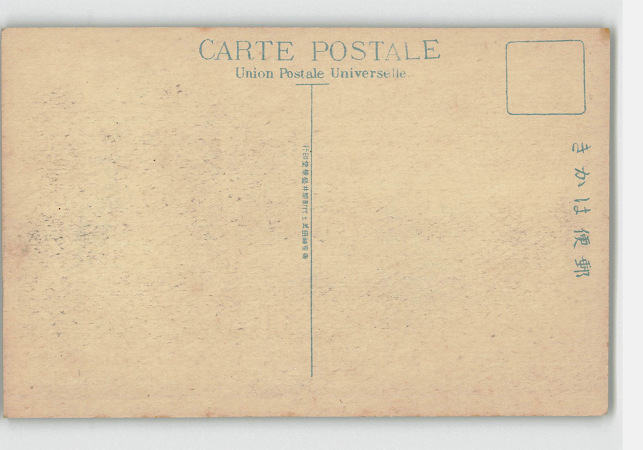 CARTE POSTALE
Union Postale Universelle.
きかは便郵